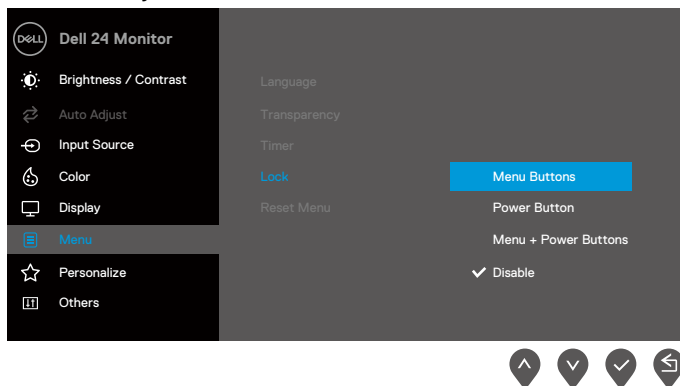 DELL Dell 24 Monitor
Brightness / Contrast
Auto Adjust
Input Source
Color
Display
Menu
Personalize
Others
Language
Transparency
Timer
Lock
Reset Menu
Menu Buttons
Power Button
Menu + Power Buttons
Disable